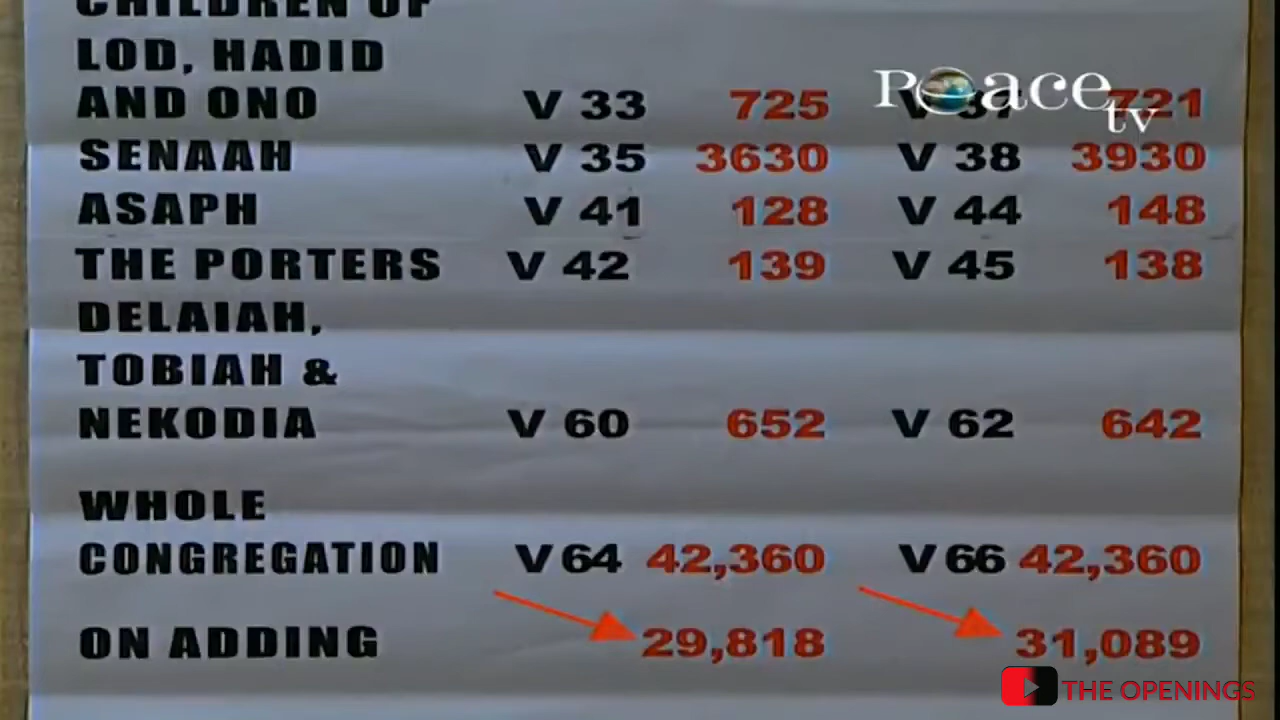 CHILDREN OF
LOD, HADID
AND ONO V 33 725 V 37 721
Peace tv
SENAAH V 35 3630 V 38 3930
ASAPH V 41 128 V 44 148
THE PORTERS V 42 139 V 45 138
DELAIAH,
TOBIAH &
NEKODIA V 60 652 V 62 642
WHOLE
CONGREGATION V 64 42,360 V 66 42,360
ON ADDING 29,818 31,089
THE OPENINGS